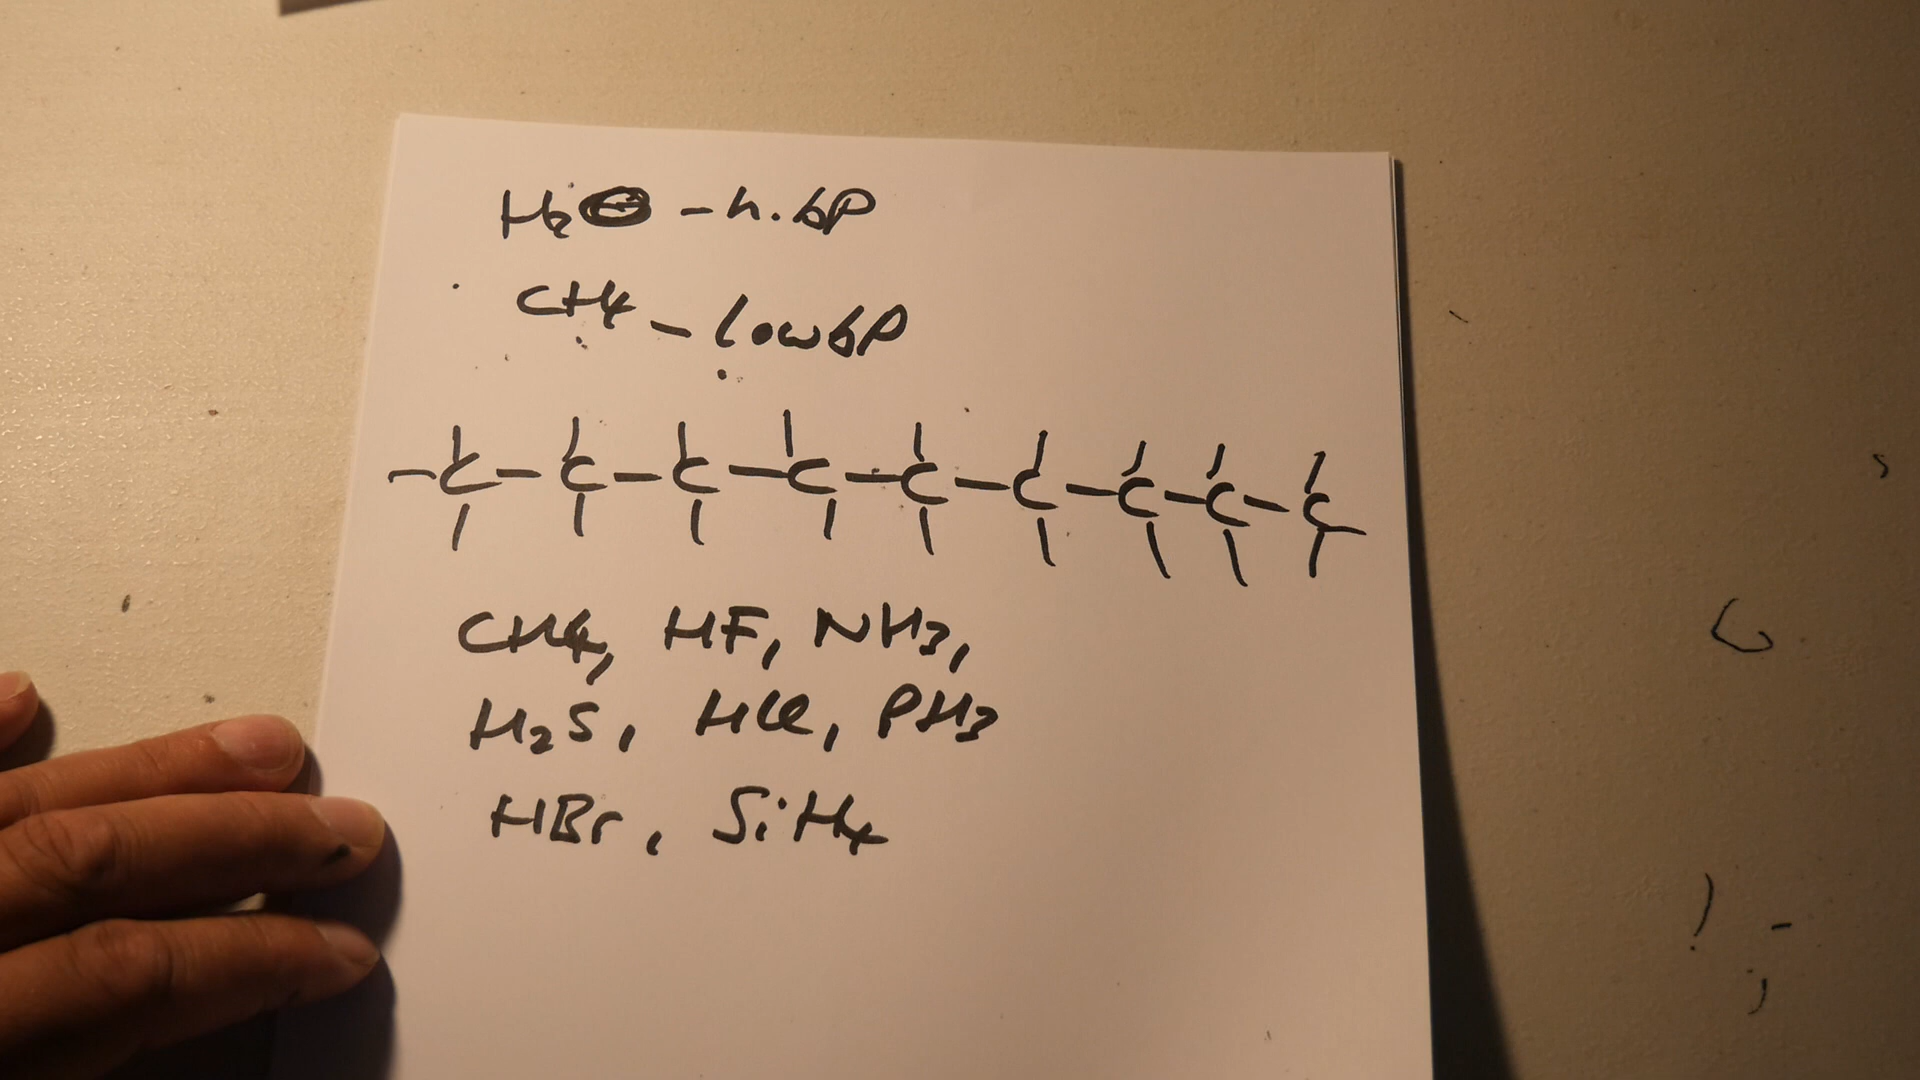 H2O - h.bP
CH4 - low bP
-C-C-C-C-C-C-C-C-C-
CH4, HF, NH3,
H2S, HCl, PH3
HBr, SiH4